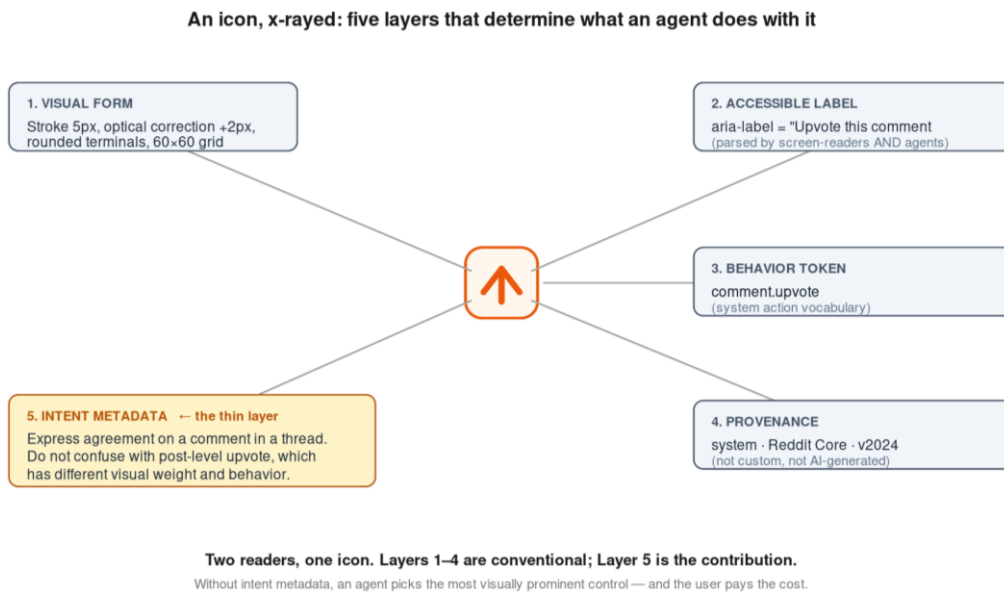 An icon, x-rayed: five layers that determine what an agent does with it
1. VISUAL FORM
Stroke 5px, optical correction +2px,
rounded terminals, 60×60 grid
2. ACCESSIBLE LABEL
aria-label = "Upvote this comment
(parsed by screen-readers AND agents)
3. BEHAVIOR TOKEN
comment.upvote
(system action vocabulary)
4. PROVENANCE
system · Reddit Core · v2024
(not custom, not AI-generated)
5. INTENT METADATA ← the thin layer
Express agreement on a comment in a thread.
Do not confuse with post-level upvote, which
has different visual weight and behavior.
Two readers, one icon. Layers 1–4 are conventional; Layer 5 is the contribution.
Without intent metadata, an agent picks the most visually prominent control — and the user pays the cost.